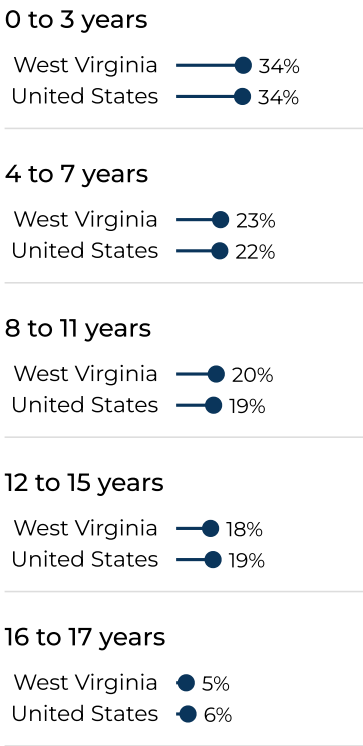 0 to 3 years
West Virginia 34%
United States 34%
4 to 7 years
West Virginia 23%
United States 22%
8 to 11 years
West Virginia 20%
United States 19%
12 to 15 years
West Virginia 18%
United States 19%
16 to 17 years
West Virginia 5%
United States 6%